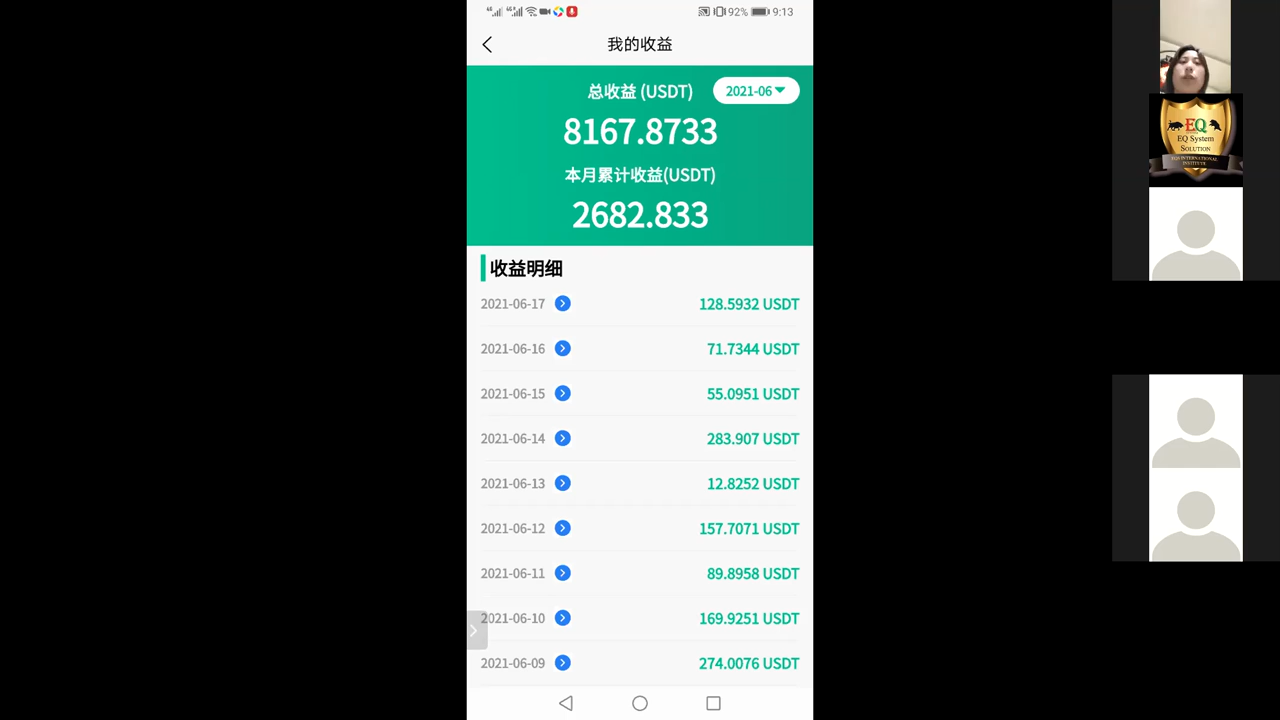 92% 9:13
我的收益
总收益 (USDT)
2021-06
8167.8733
本月累计收益(USDT)
2682.833
收益明细
2021-06-17 128.5932 USDT
2021-06-16 71.7344 USDT
2021-06-15 55.0951 USDT
2021-06-14 283.907 USDT
2021-06-13 12.8252 USDT
2021-06-12 157.7071 USDT
2021-06-11 89.8958 USDT
2021-06-10 169.9251 USDT
2021-06-09 274.0076 USDT
EQ
EQ System
SOLUTION
EQS INTERNATIONAL
INSTITUTE